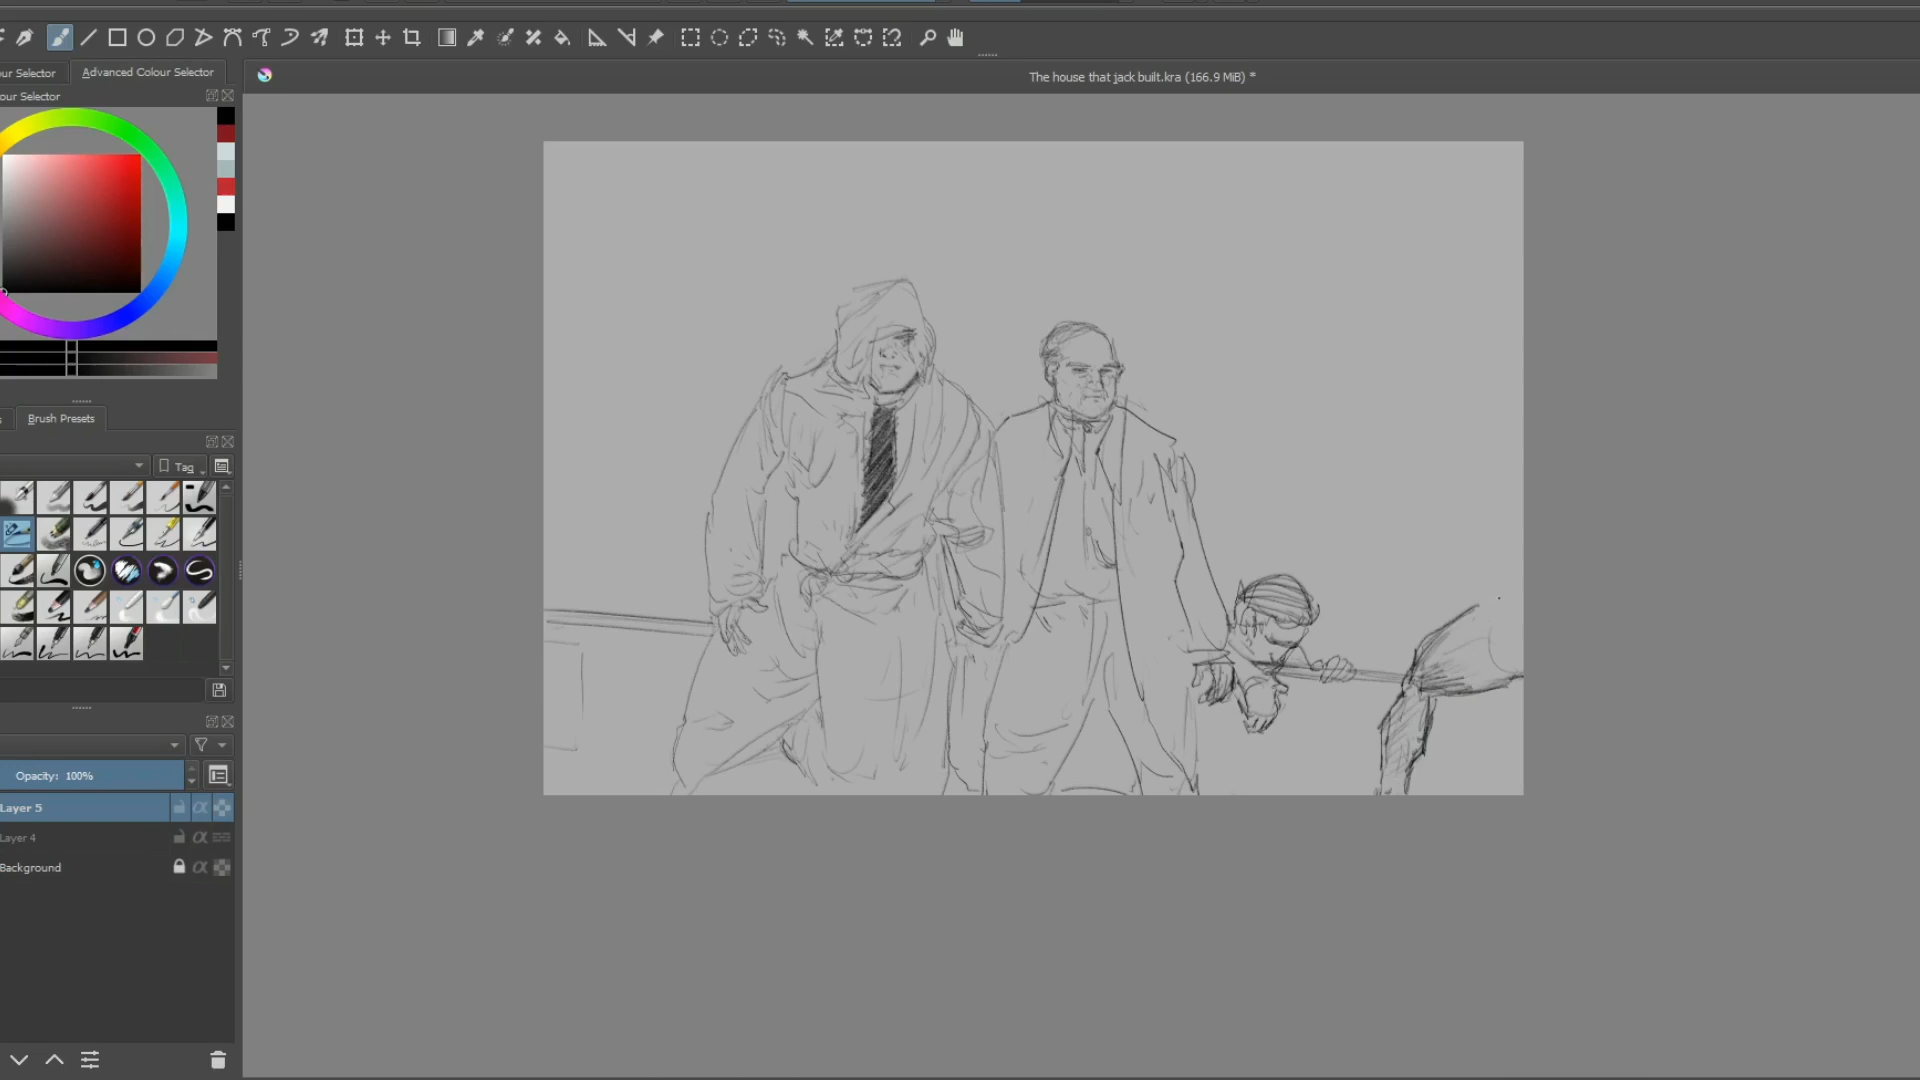 The house that jack built.kra (166.9 MiB) *
our Selector
Advanced Colour Selector
our Selector
Brush Presets
Tag
Opacity: 100%
Layer 5
Layer 4
Background